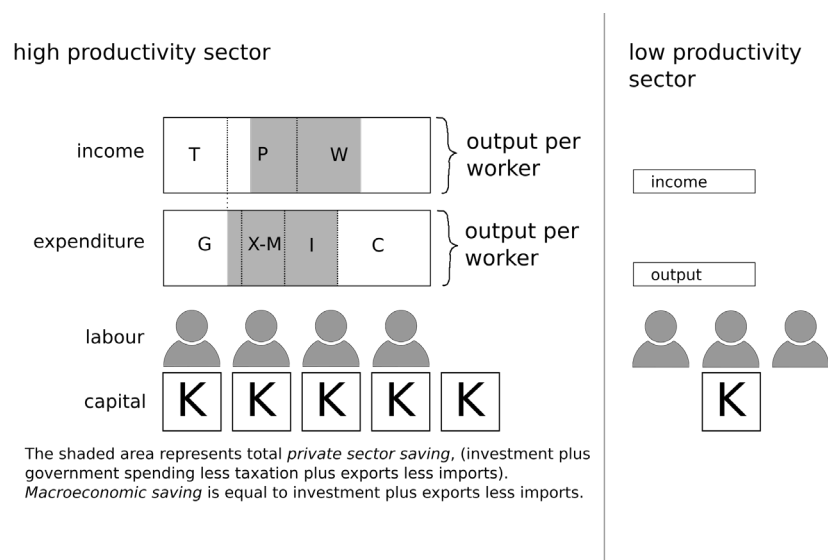 high productivity sector
low productivity
sector
income
T
P
W
output per
worker
income
expenditure
G
X-M
I
C
output per
worker
output
labour
capital
K
K
K
K
K
K
The shaded area represents total private sector saving, (investment plus
government spending less taxation plus exports less imports).
Macroeconomic saving is equal to investment plus exports less imports.